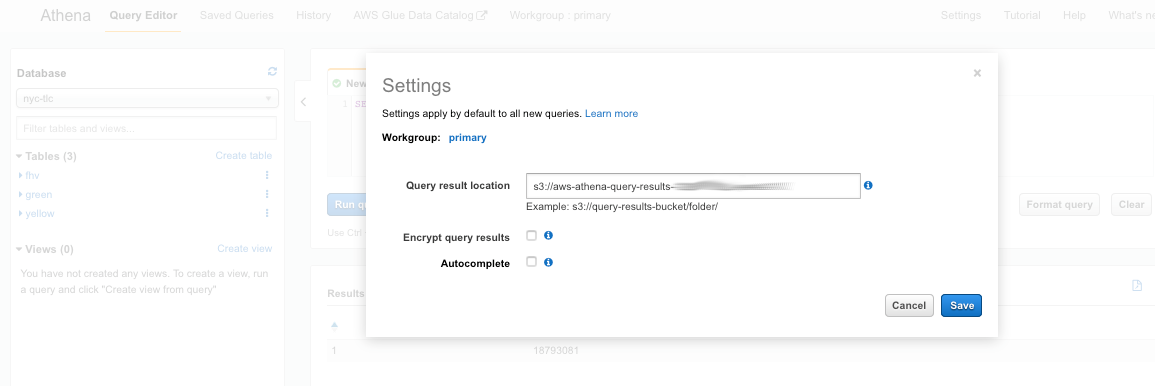 Athena Query Editor Saved Queries History AWS Glue Data Catalog Workgroup : primary Settings Tutorial Help What's ne
Database
nyc-tlc
Filter tables and views...
Tables (3) Create table
fhv
green
yellow
Views (0) Create view
You have not created any views. To create a view, run
a query and click "Create view from query"
New
1 SE
Run qu
Use Ctrl
Format query Clear
Results
1 18793081
Settings
×
Settings apply by default to all new queries. Learn more
Workgroup: primary
Query result location s3://aws-athena-query-results-
Example: s3://query-results-bucket/folder/
Encrypt query results
Autocomplete
Cancel Save